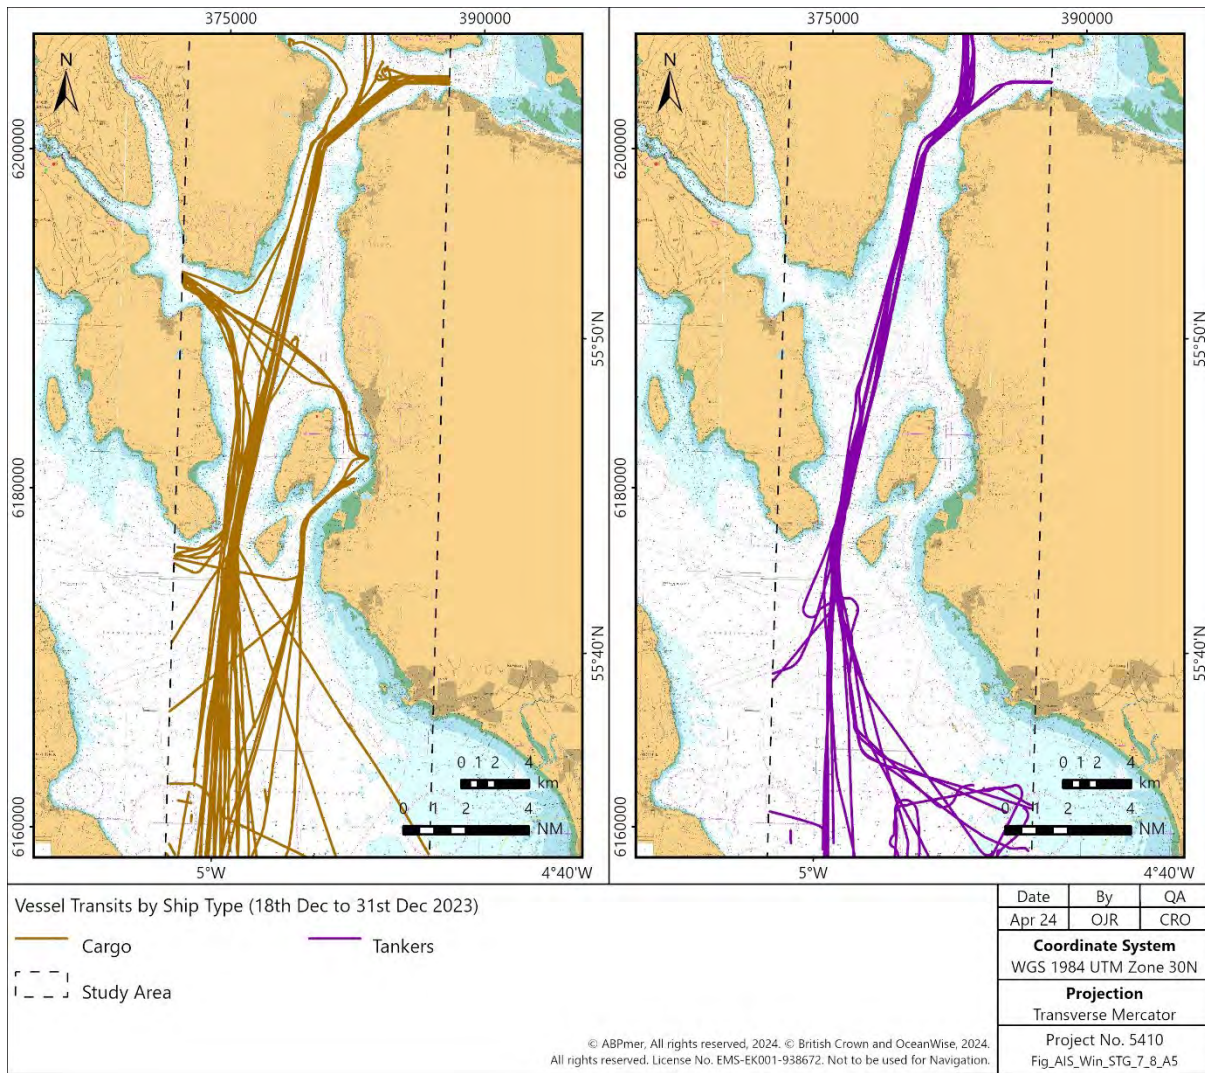 375000
390000
375000
390000
N
N
6200000
6200000
55°50'N
55°50'N
6180000
6180000
55°40'N
55°40'N
0 1 2 4
km
0 1 2 4
NM
0 1 2 4
km
0 1 2 4
NM
6160000
6160000
5°W
4°40'W
5°W
4°40'W
Vessel Transits by Ship Type (18th Dec to 31st Dec 2023)
Cargo
Tankers
Study Area
Date By QA
Apr 24 OJR CRO
Coordinate System
WGS 1984 UTM Zone 30N
Projection
Transverse Mercator
Project No. 5410
Fig_AIS_Win_STG_7_8_A5
© ABPmer, All rights reserved, 2024. © British Crown and OceanWise, 2024.
All rights reserved. License No. EMS-EK001-938672. Not to be used for Navigation.